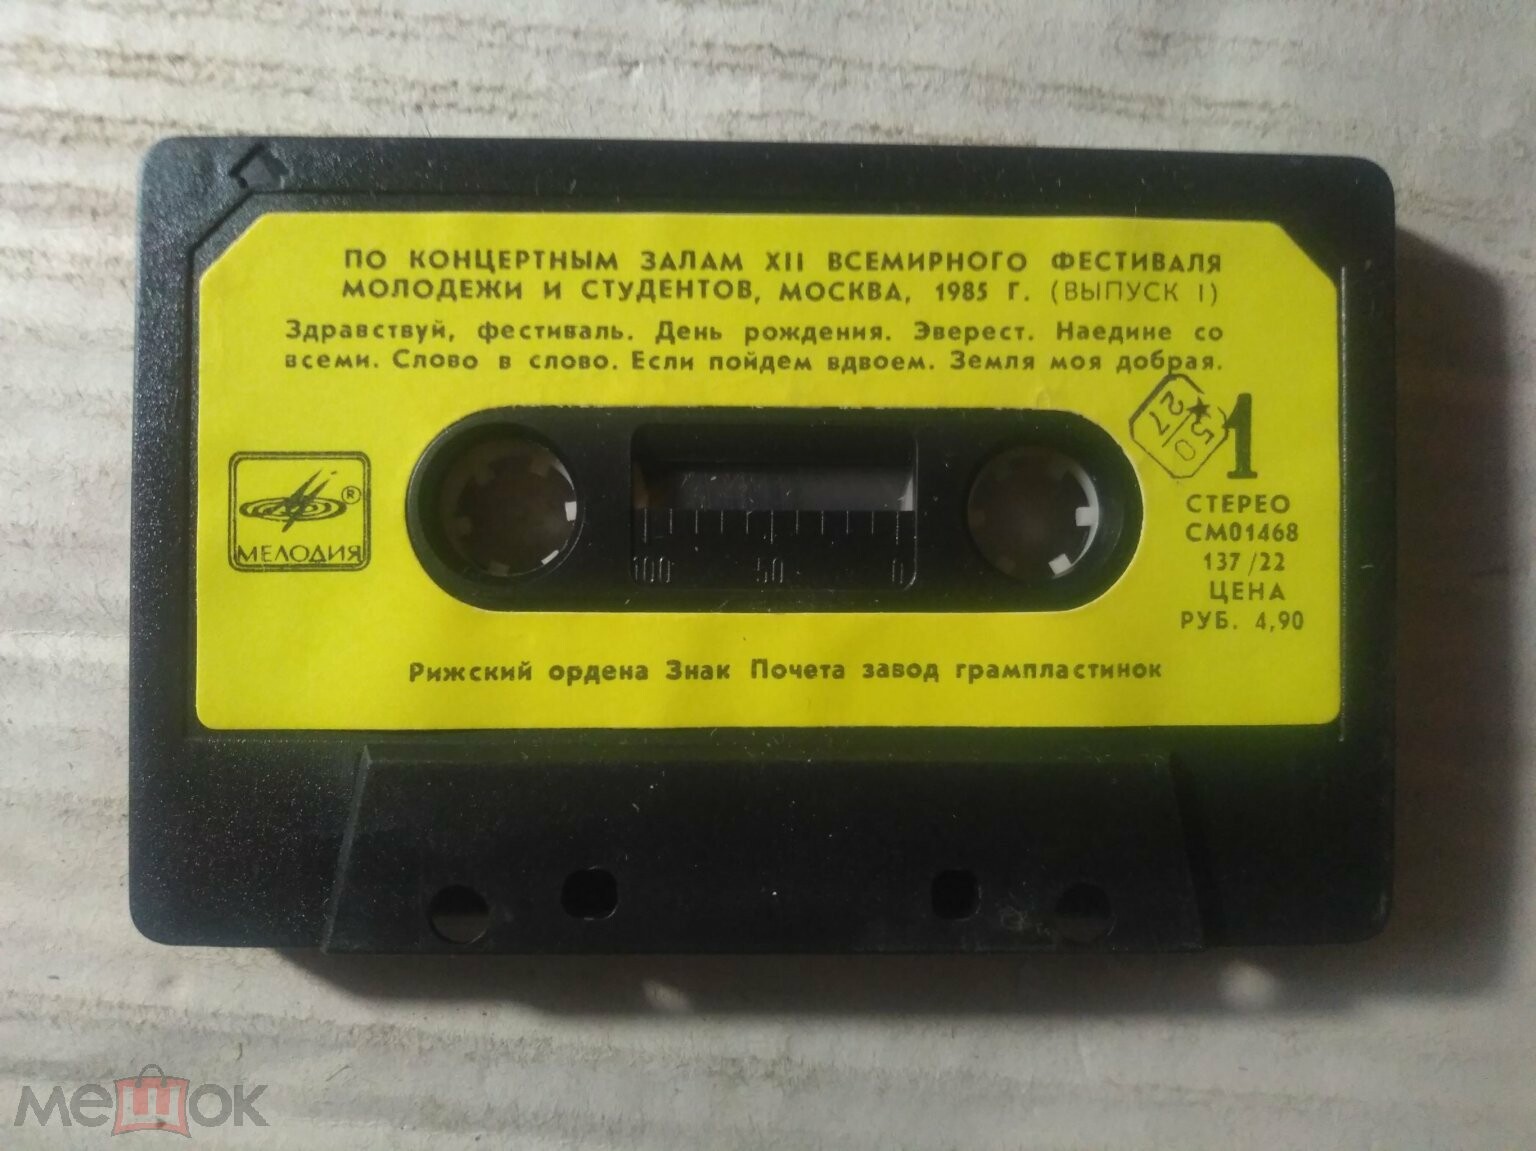 ПО КОНЦЕРТНЫМ ЗАЛАМ XII ВСЕМИРНОГО ФЕСТИВАЛЯ
МОЛОДЕЖИ И СТУДЕНТОВ, МОСКВА, 1985 Г. (ВЫПУСК I)
Здравствуй, фестиваль. День рождения. Эверест. Наедине со
всеми. Слово в слово. Если пойдем вдвоем. Земля моя добрая.
27 50
1
®
МЕЛОДИЯ
СТЕРЕО
СМ01468
137/22
ЦЕНА
РУБ. 4,90
100 50 0
Рижский ордена Знак Почета завод грампластинок
мешок